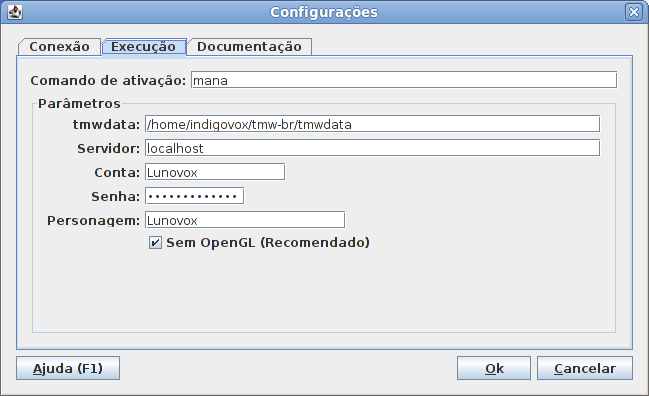 Configurações
Conexão Execução Documentação
Comando de ativação: mana
Parâmetros
tmwdata: /home/indigovox/tmw-br/tmwdata
Servidor: localhost
Conta: Lunovox
Senha: •••••••••••••
Personagem: Lunovox
Sem OpenGL (Recomendado)
Ajuda (F1) Ok Cancelar